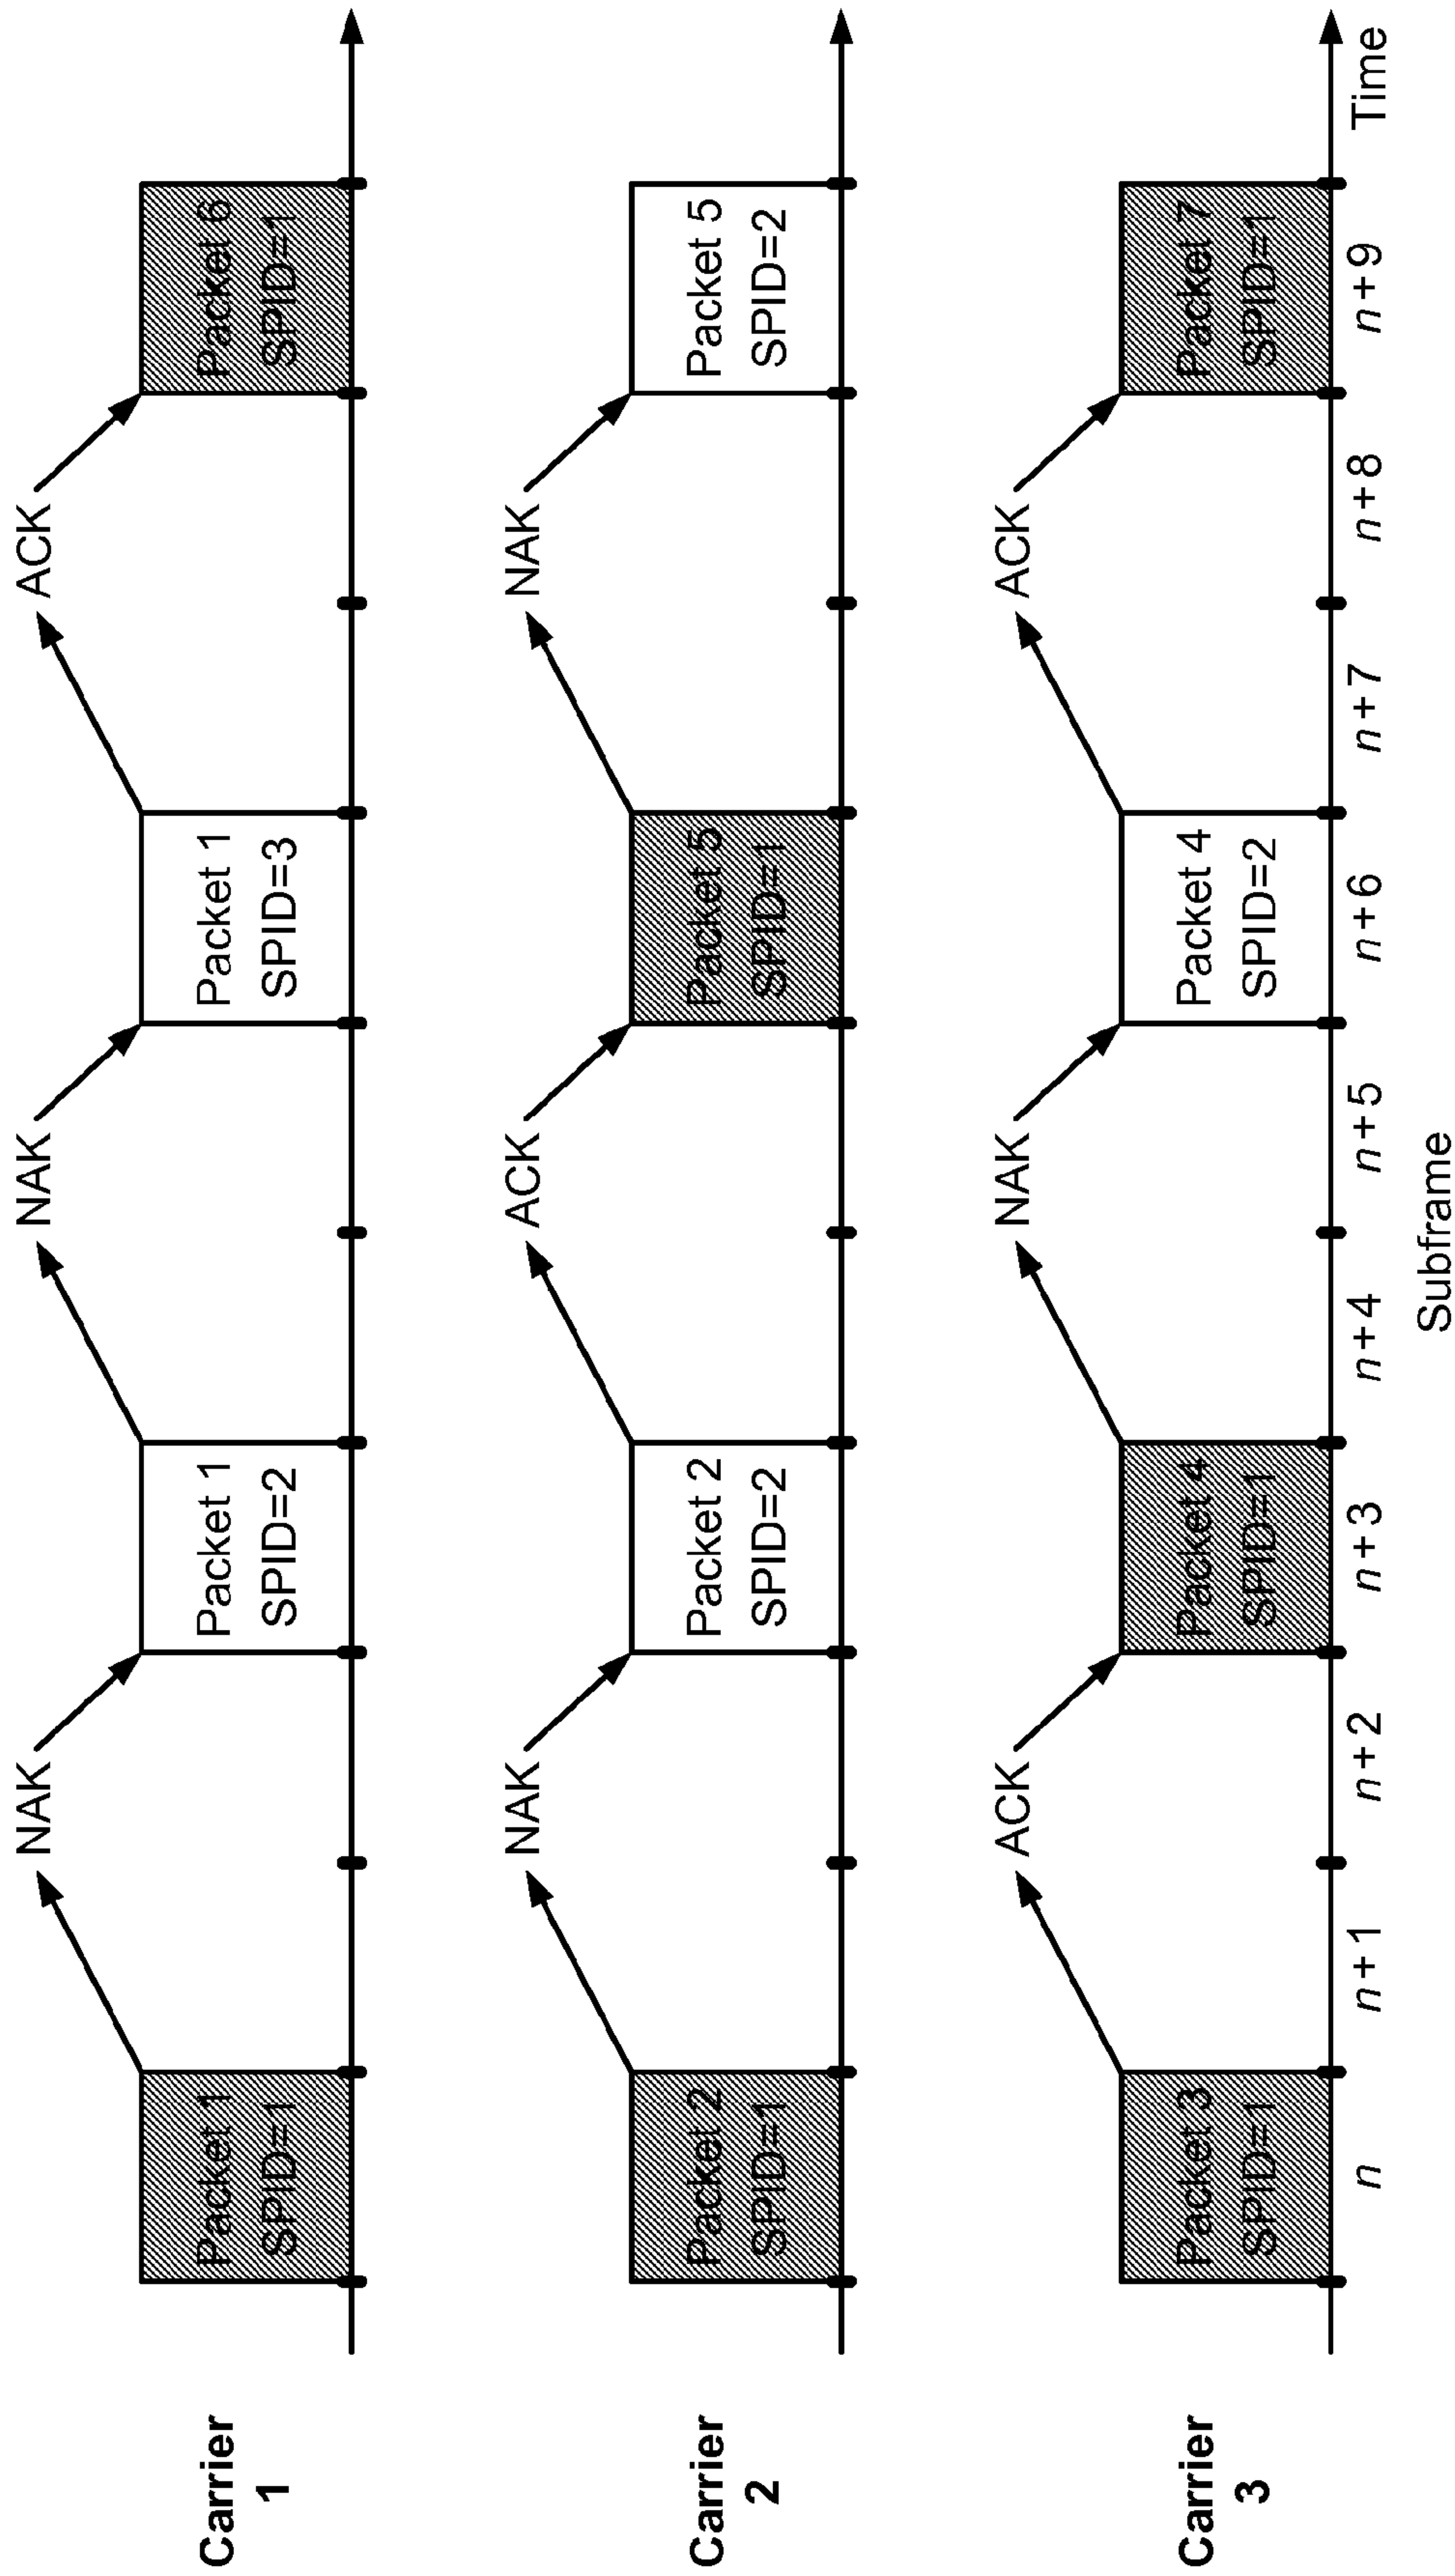 Carrier
1
NAK
NAK
ACK
Packet 1
SPID=1
Packet 1
SPID=2
Packet 1
SPID=3
Packet 6
SPID=1
Carrier
2
NAK
ACK
NAK
Packet 2
SPID=1
Packet 2
SPID=2
Packet 5
SPID=1
Packet 5
SPID=2
Carrier
3
ACK
NAK
ACK
Packet 3
SPID=1
Packet 4
SPID=1
Packet 4
SPID=2
Packet 7
SPID=1
n
n+1
n+2
n+3
n+4
n+5
n+6
n+7
n+8
n+9
Time
Subframe